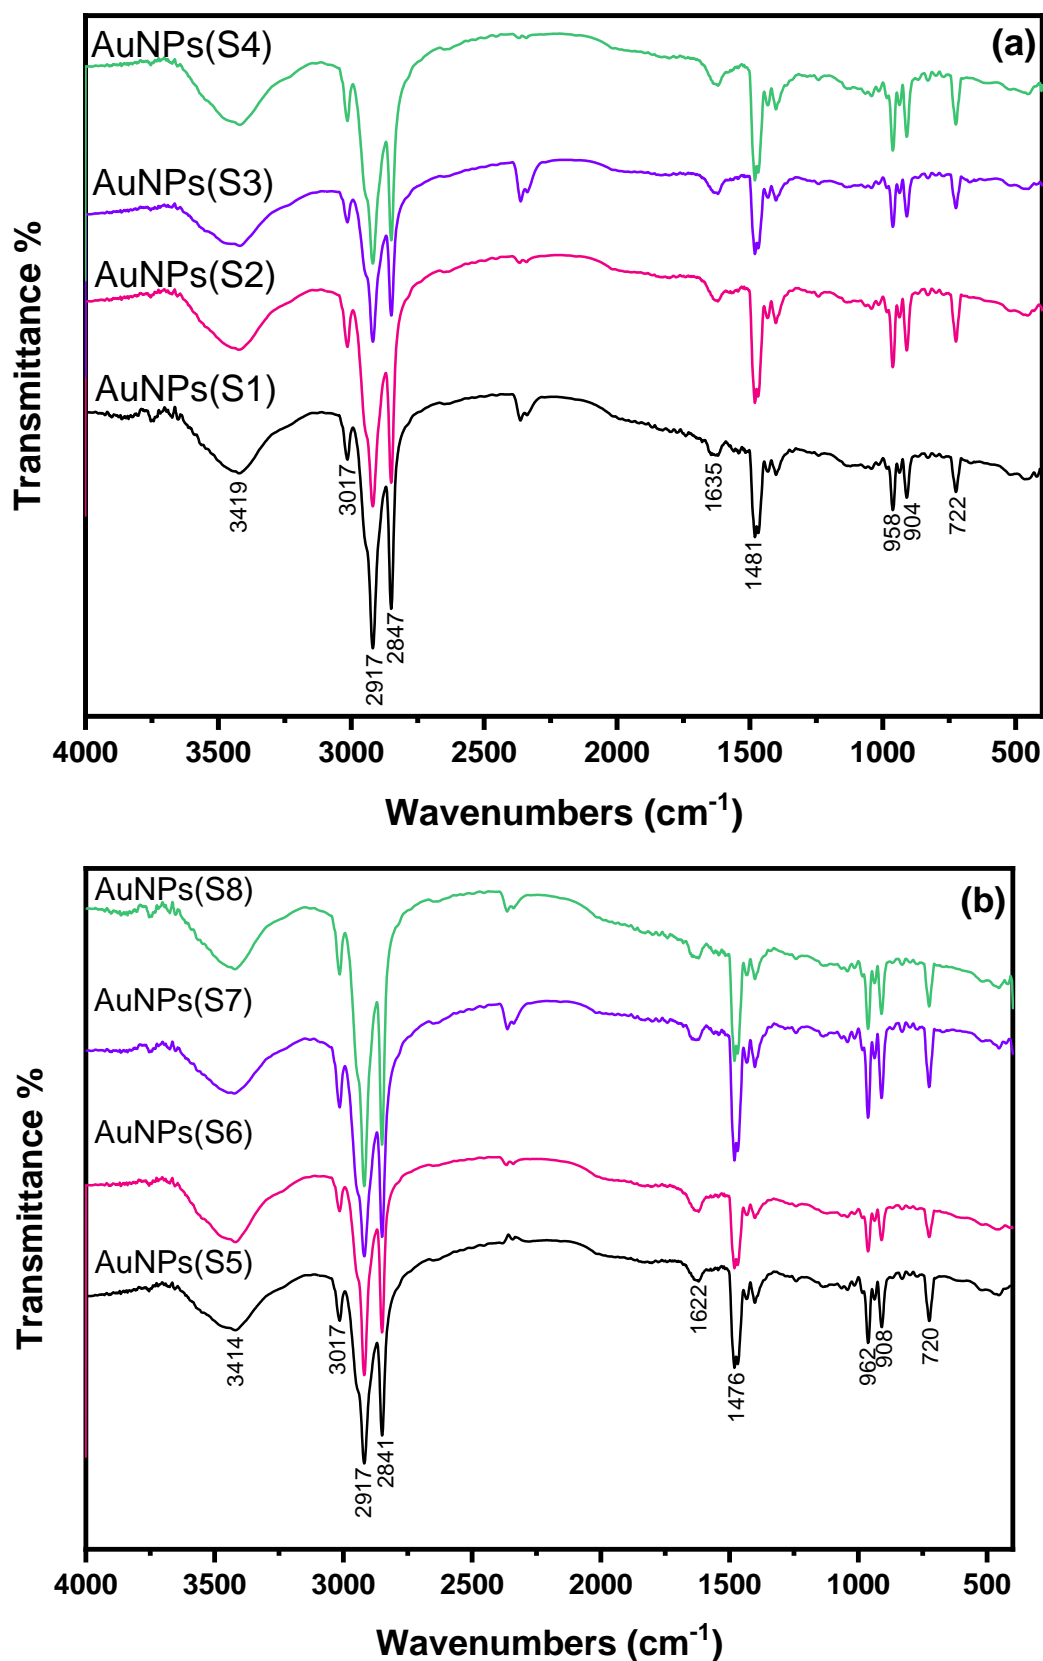 (a)
AuNPs(S4)
AuNPs(S3)
AuNPs(S2)
AuNPs(S1)
Transmittance %
3419
3017
2917
2847
1635
1481
958
904
722
4000 3500 3000 2500 2000 1500 1000 500
Wavenumbers (cm⁻¹)
(b)
AuNPs(S8)
AuNPs(S7)
AuNPs(S6)
AuNPs(S5)
Transmittance %
3414
3017
2917
2841
1622
1476
962
908
720
4000 3500 3000 2500 2000 1500 1000 500
Wavenumbers (cm⁻¹)